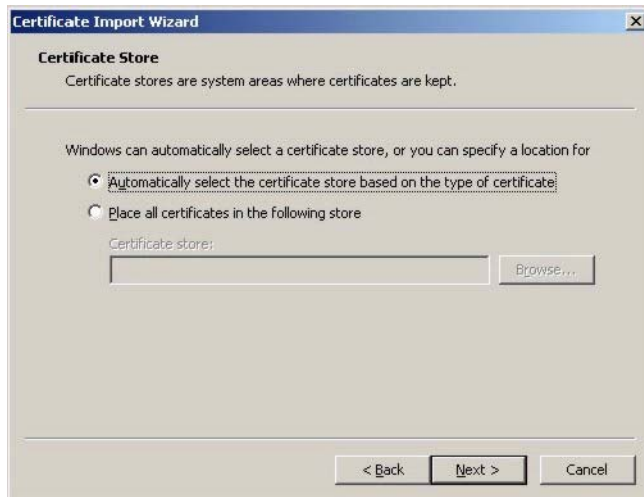 Certificate Import Wizard
Certificate Store
Certificate stores are system areas where certificates are kept.
Windows can automatically select a certificate store, or you can specify a location for
Automatically select the certificate store based on the type of certificate
Place all certificates in the following store
Certificate store:
Browse...
< Back
Next >
Cancel